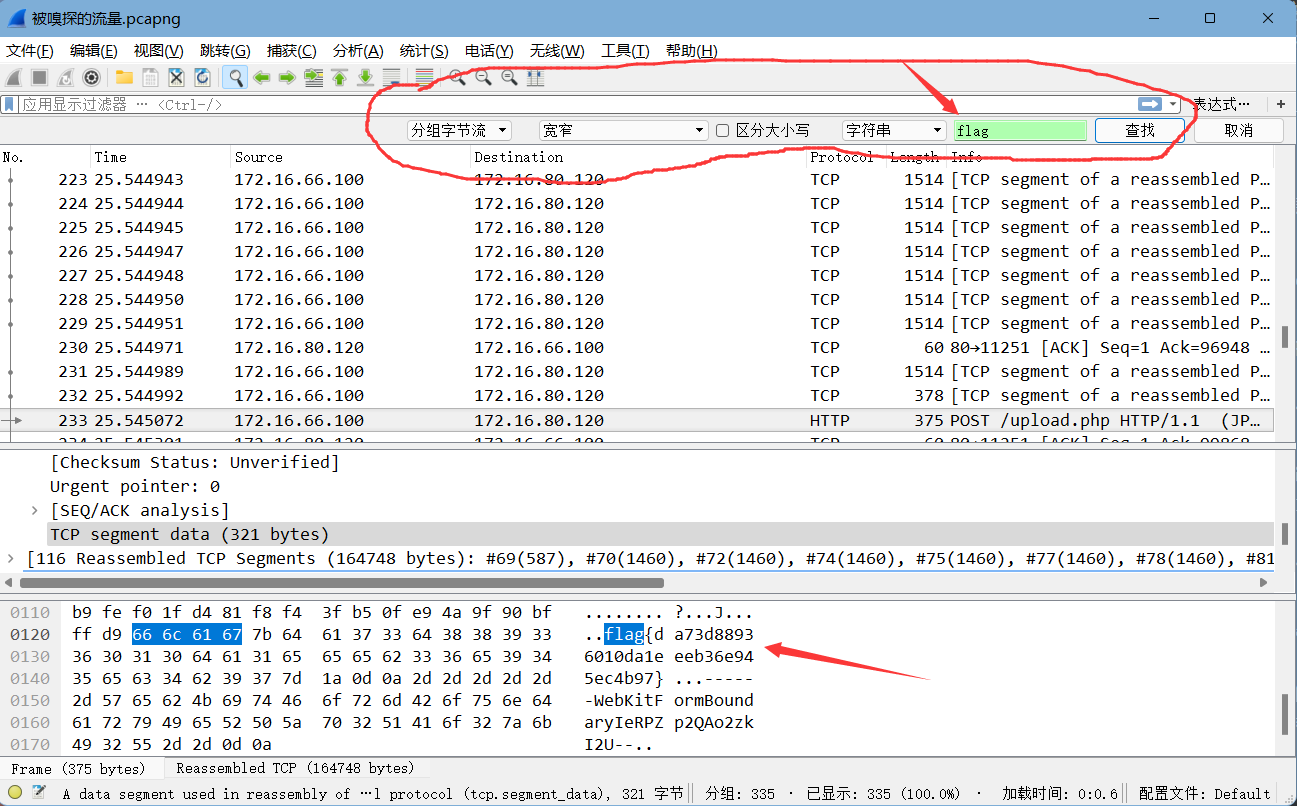 被嗅探的流量.pcapng
文件(F) 编辑(E) 视图(V) 跳转(G) 捕获(C) 分析(A) 统计(S) 电话(Y) 无线(W) 工具(T) 帮助(H)
应用显示过滤器 … <Ctrl-/> 表达式… +
分组字节流 宽窄 区分大小写 字符串 flag 查找 取消
No. Time Source Destination Protocol Length Info
223 25.544943 172.16.66.100 172.16.80.120 TCP 1514 [TCP segment of a reassembled P…
224 25.544944 172.16.66.100 172.16.80.120 TCP 1514 [TCP segment of a reassembled P…
225 25.544945 172.16.66.100 172.16.80.120 TCP 1514 [TCP segment of a reassembled P…
226 25.544947 172.16.66.100 172.16.80.120 TCP 1514 [TCP segment of a reassembled P…
227 25.544948 172.16.66.100 172.16.80.120 TCP 1514 [TCP segment of a reassembled P…
228 25.544950 172.16.66.100 172.16.80.120 TCP 1514 [TCP segment of a reassembled P…
229 25.544951 172.16.66.100 172.16.80.120 TCP 1514 [TCP segment of a reassembled P…
230 25.544971 172.16.80.120 172.16.66.100 TCP 60 80→11251 [ACK] Seq=1 Ack=96948 …
231 25.544989 172.16.66.100 172.16.80.120 TCP 1514 [TCP segment of a reassembled P…
232 25.544992 172.16.66.100 172.16.80.120 TCP 378 [TCP segment of a reassembled P…
233 25.545072 172.16.66.100 172.16.80.120 HTTP 375 POST /upload.php HTTP/1.1 (JP…
[Checksum Status: Unverified]
Urgent pointer: 0
[SEQ/ACK analysis]
TCP segment data (321 bytes)
[116 Reassembled TCP Segments (164748 bytes): #69(587), #70(1460), #72(1460), #74(1460), #75(1460), #77(1460), #78(1460), #81
0110 b9 fe f0 1f d4 81 f8 f4 3f b5 0f e9 4a 9f 90 bf ........ ?...J...
0120 ff d9 66 6c 61 67 7b 64 61 37 33 64 38 38 39 33 ..flag{d a73d8893
0130 36 30 31 30 64 61 31 65 65 65 62 33 36 65 39 34 6010da1e eeb36e94
0140 35 65 63 34 62 39 37 7d 1a 0d 0a 2d 2d 2d 2d 2d 5ec4b97} ...-----
0150 2d 57 65 62 4b 69 74 46 6f 72 6d 42 6f 75 6e 64 -WebKitF ormBound
0160 61 72 79 49 65 52 50 5a 70 32 51 41 6f 32 7a 6b aryIeRPZ p2QAo2zk
0170 49 32 55 2d 2d 0d 0a I2U--..
Frame (375 bytes) Reassembled TCP (164748 bytes)
A data segment used in reassembly of …l protocol (tcp.segment_data), 321 字节 分组: 335 · 已显示: 335 (100.0%) · 加载时间: 0:0.6 配置文件: Default